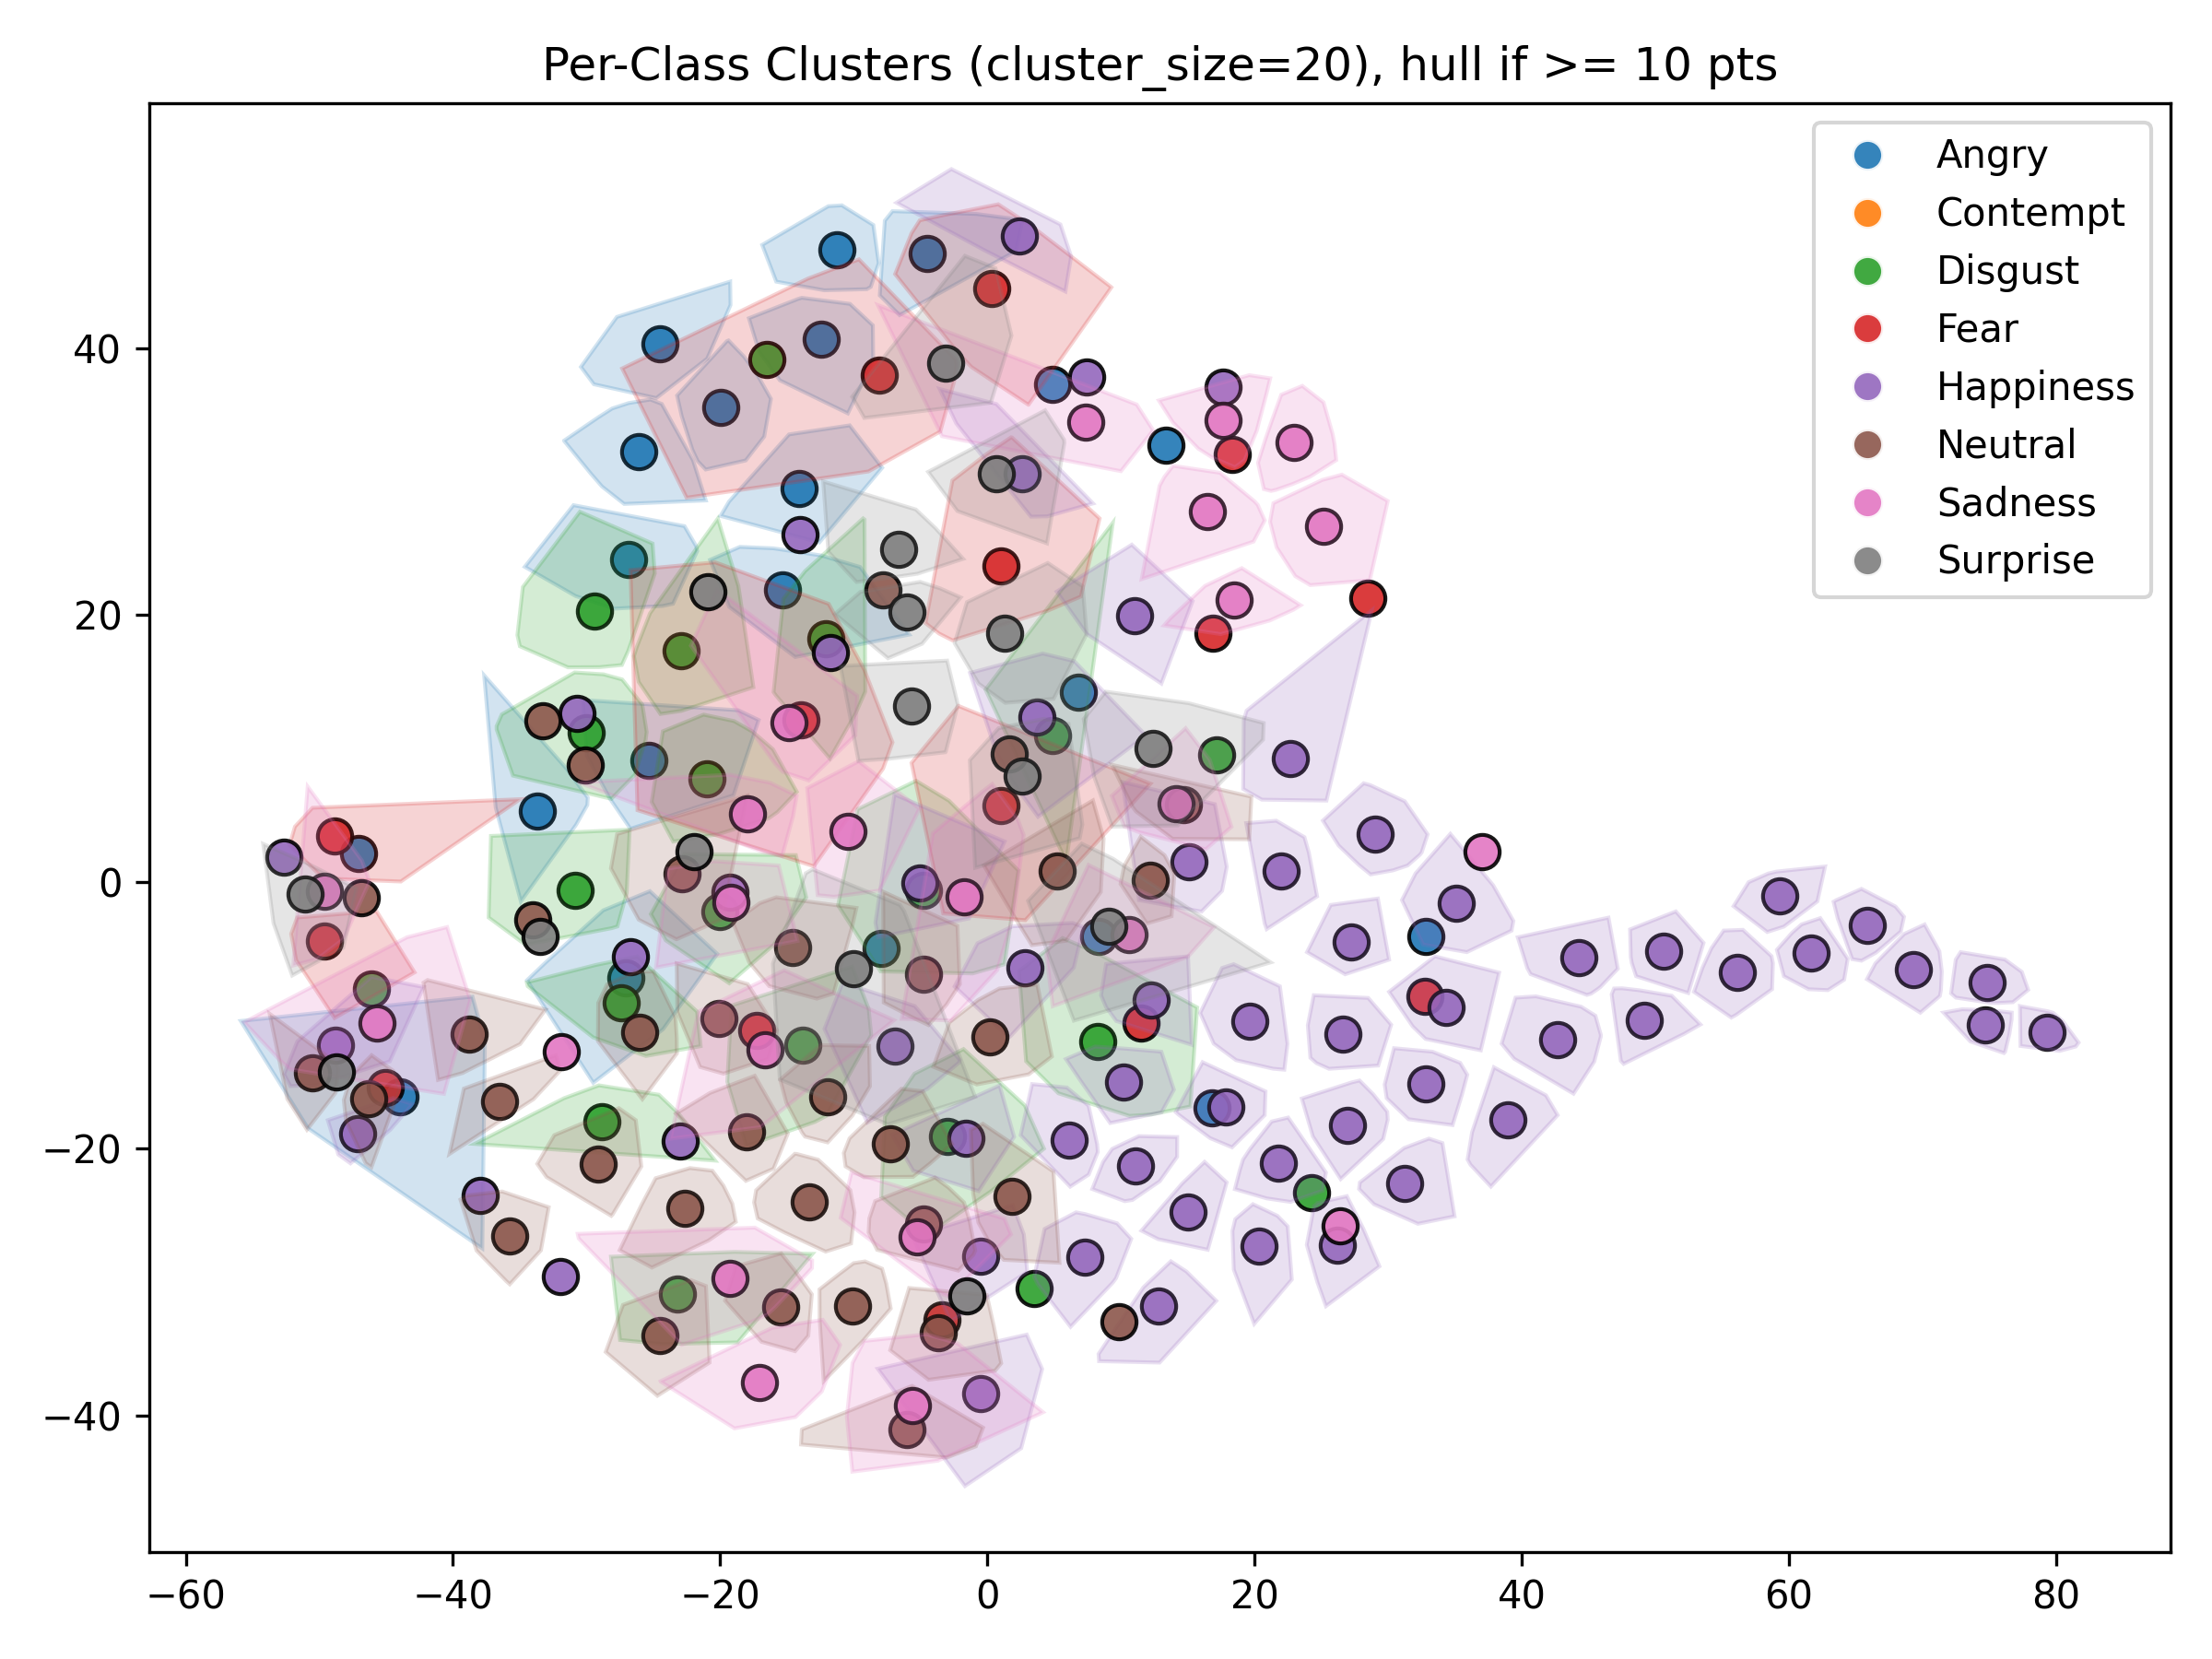 Per-Class Clusters (cluster_size=20), hull if >= 10 pts
Angry
Contempt
Disgust
Fear
Happiness
Neutral
Sadness
Surprise
40
20
0
−20
−40
−60 −40 −20 0 20 40 60 80